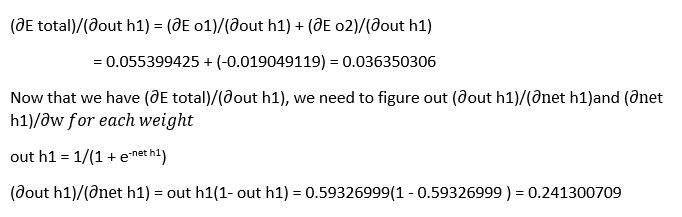 (∂E total)/(∂out h1) = (∂E o1)/(∂out h1) + (∂E o2)/(∂out h1)
= 0.055399425 + (-0.019049119) = 0.036350306
Now that we have (∂E total)/(∂out h1), we need to figure out (∂out h1)/(∂net h1)and (∂net
h1)/∂w for each weight
out h1 = 1/(1 + e^-net h1)
(∂out h1)/(∂net h1) = out h1(1- out h1) = 0.59326999(1 - 0.59326999 ) = 0.241300709